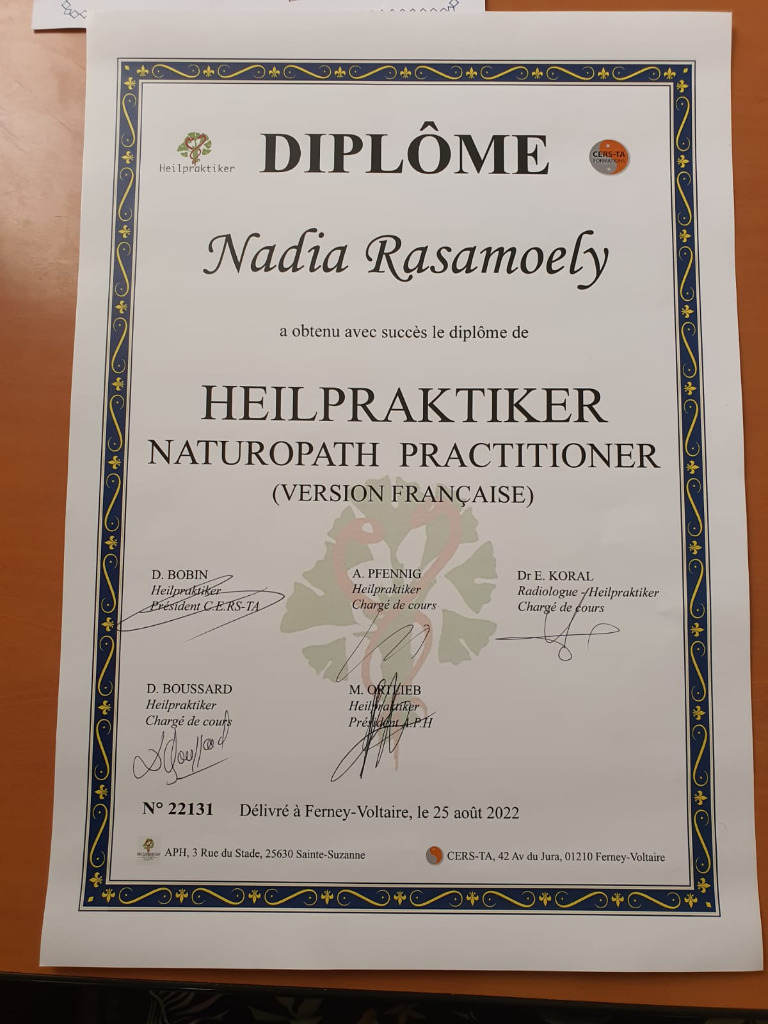 Heilpraktiker
DIPLÔME
CERS-TA
FORMATIONS
Nadia Rasamoely
a obtenu avec succès le diplôme de
HEILPRAKTIKER
NATUROPATH PRACTITIONER
(VERSION FRANÇAISE)
D. BOBIN
Heilpraktiker
Président C.E.RS-TA
A. PFENNIG
Heilpraktiker
Chargé de cours
Dr E. KORAL
Radiologue -/Heilpraktiker
Chargé de cours
D. BOUSSARD
Heilpraktiker
Chargé de cours
M. ORTLIEB
Heilpraktiker
Président A.P.H
N° 22131 Délivré à Ferney-Voltaire, le 25 août 2022
APH, 3 Rue du Stade, 25630 Sainte-Suzanne
CERS-TA, 42 Av du Jura, 01210 Ferney-Voltaire